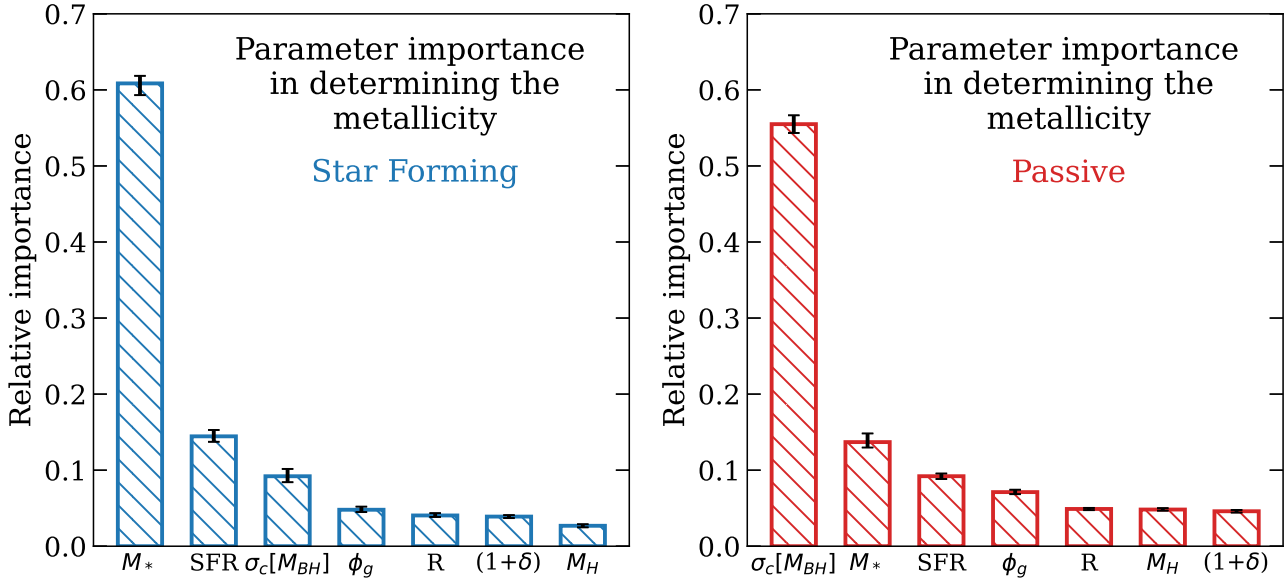 Parameter importance
in determining the
metallicity
Star Forming
Relative importance
0.7
0.6
0.5
0.4
0.3
0.2
0.1
0.0
M* SFR σc[MBH] ϕg R (1+δ) MH
Parameter importance
in determining the
metallicity
Passive
Relative importance
0.7
0.6
0.5
0.4
0.3
0.2
0.1
0.0
σc[MBH] M* SFR ϕg R MH (1+δ)